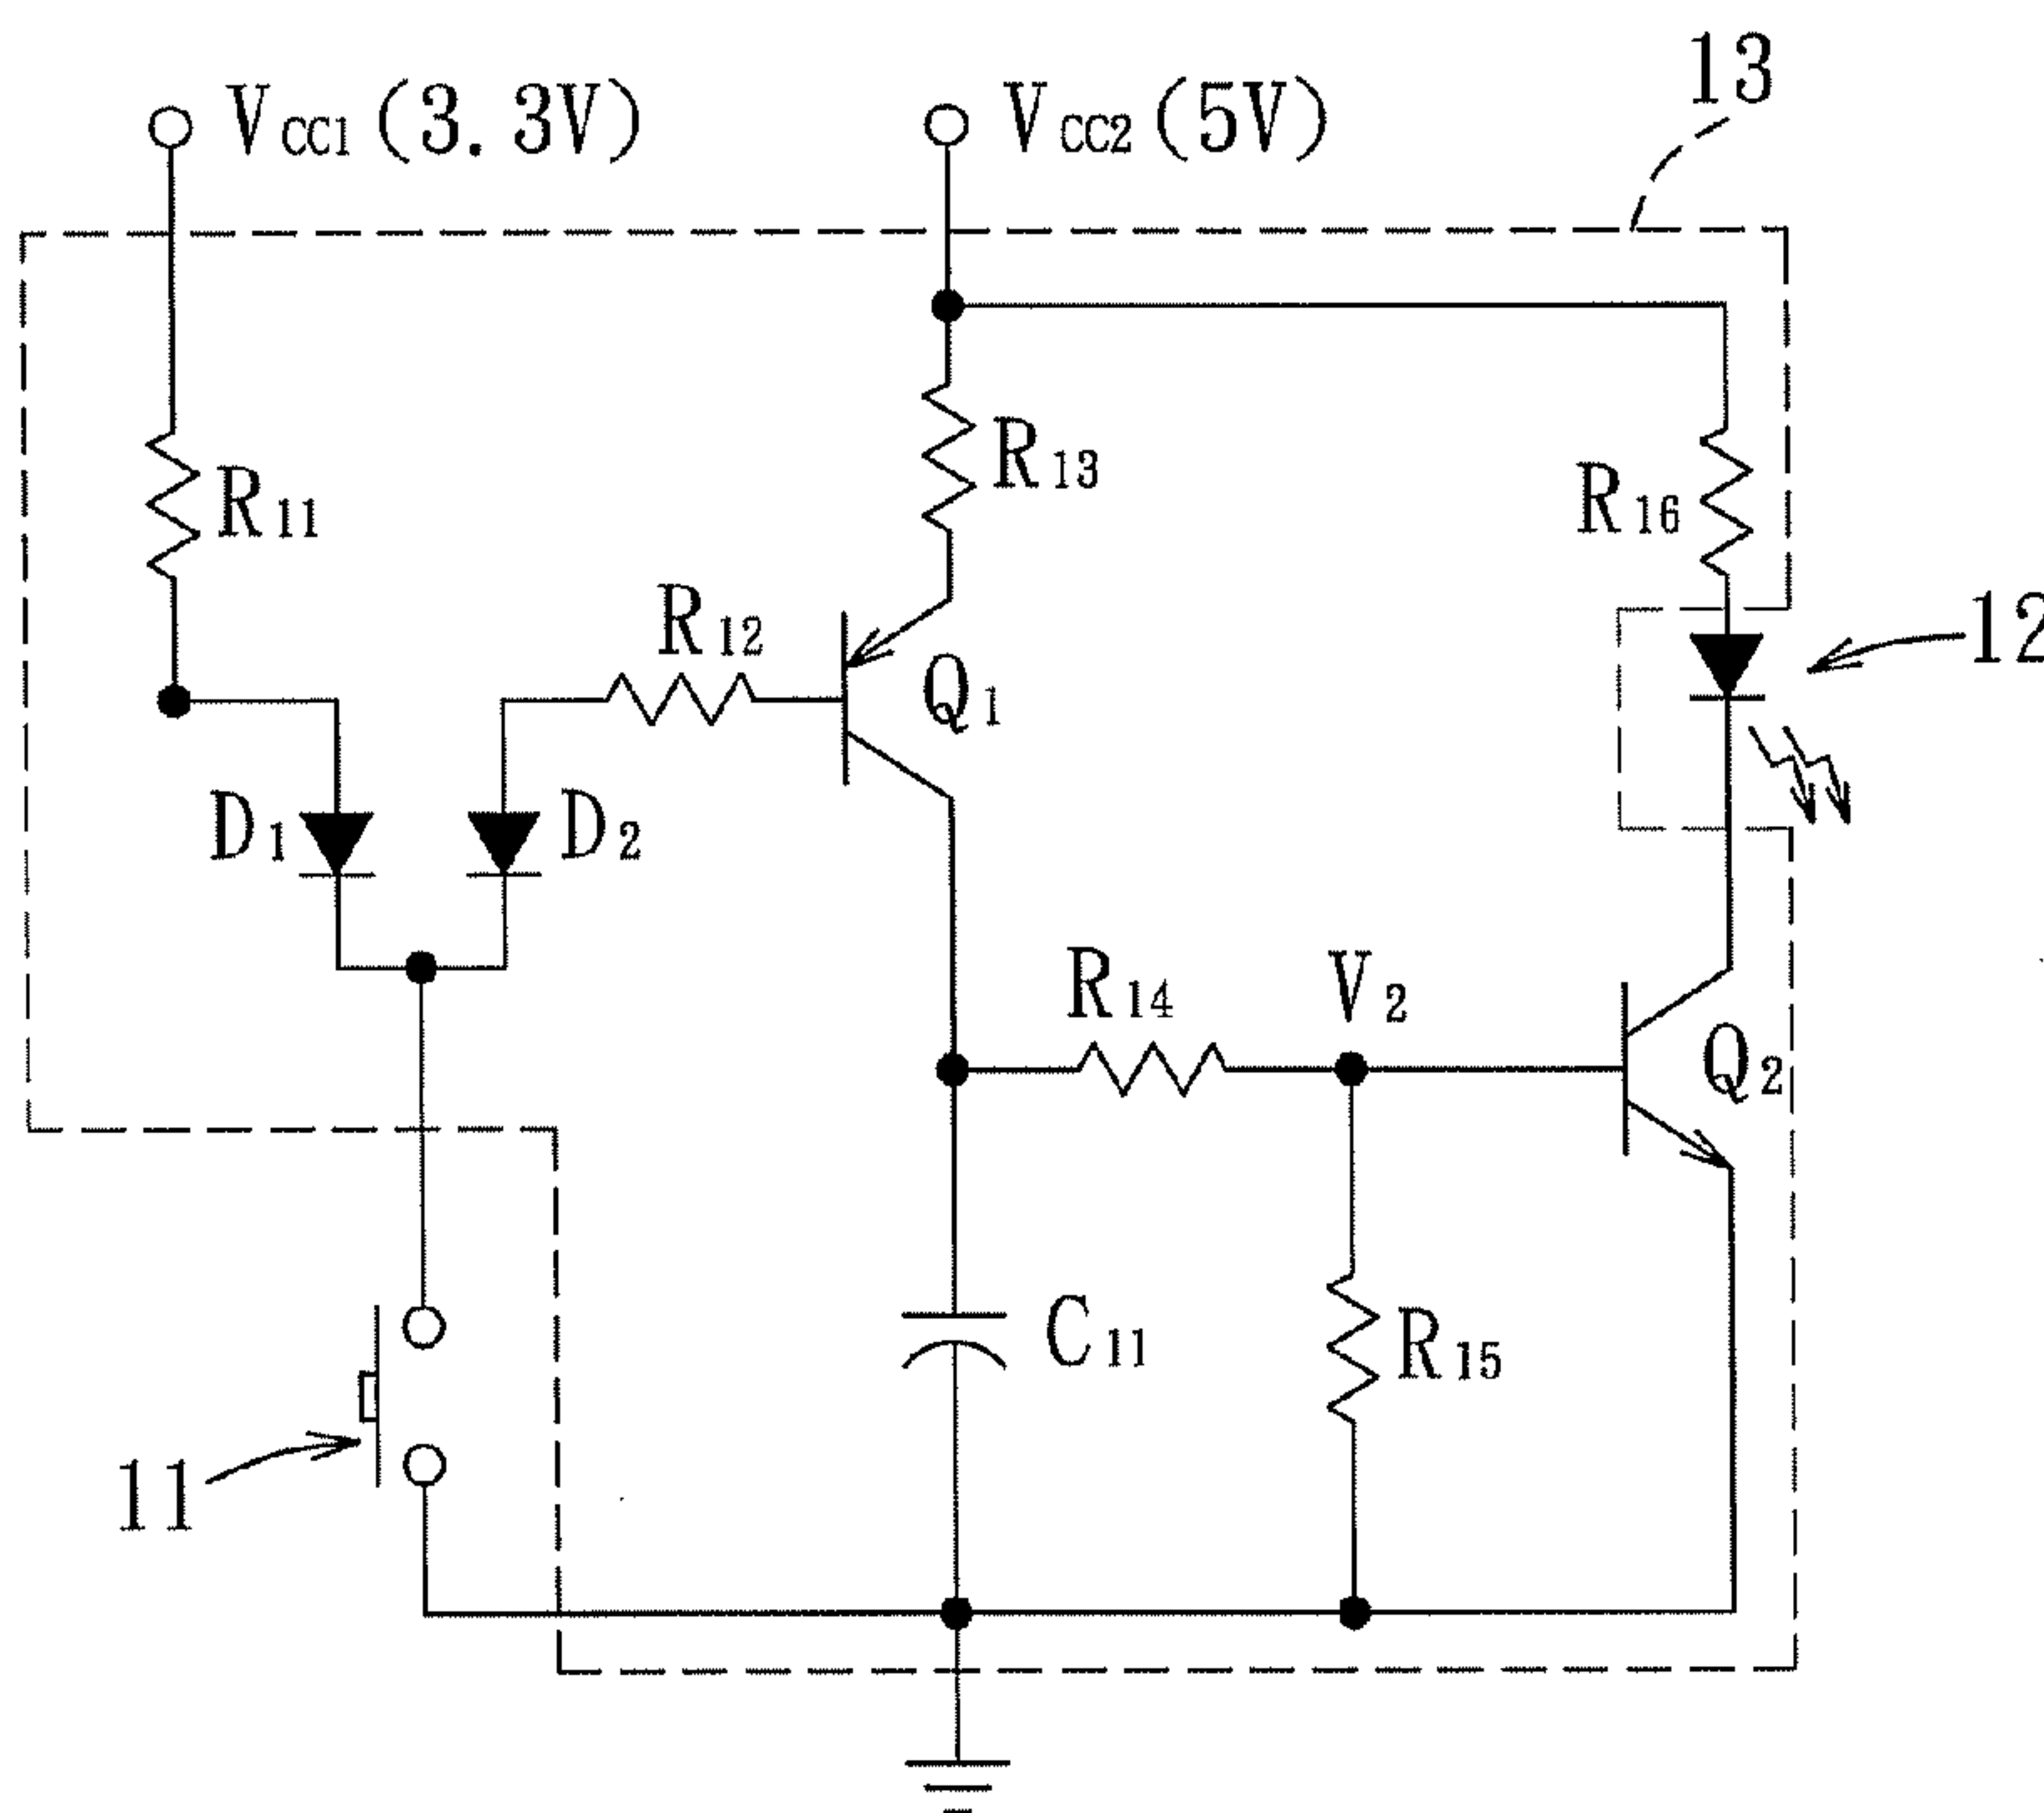 13
VCC1 (3.3V)
VCC2 (5V)
R11
R13
R16
R12
12
Q1
D1
D2
R14
V2
Q2
C11
R15
11